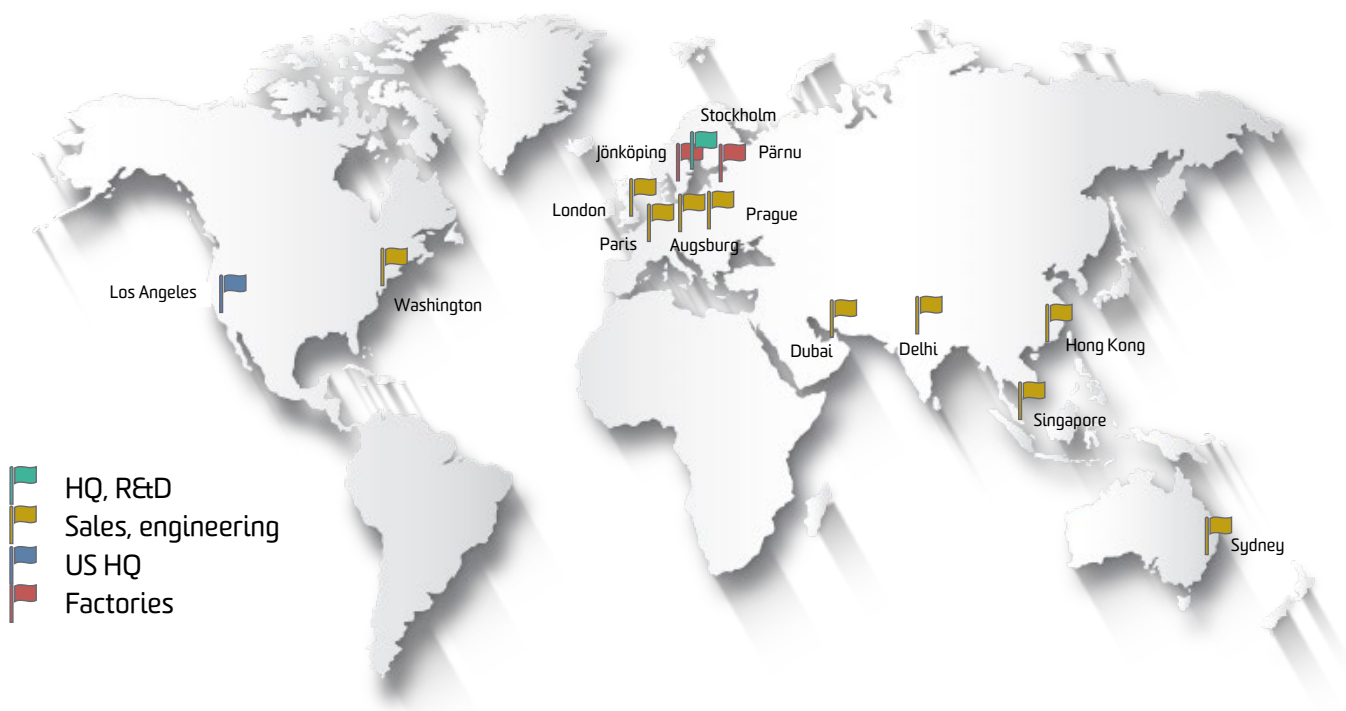 Stockholm
Jönköping
Pärnu
London
Prague
Paris
Augsburg
Los Angeles
Washington
Dubai
Delhi
Hong Kong
Singapore
HQ, R&D
Sales, engineering
US HQ
Factories
Sydney